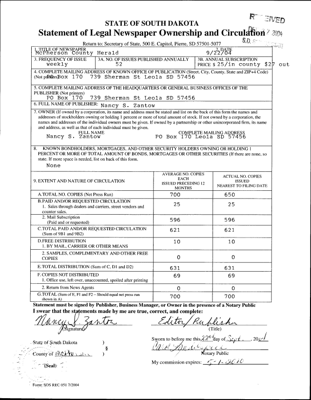 STATE OF SOUTH DAKOTA
Statement of Legal Newspaper Ownership and Circulation
Return to: Secretary of State, 500 E. Capitol, Pierre, SD 57501-5077
1. TITLE OF NEWSPAPER
McPherson County Herald
2. DATE
9/22/04
3. FREQUENCY OF ISSUE
weekly
3A. NO. OF ISSUES PUBLISHED ANNUALLY
52
3B. ANNUAL SUBSCRIPTION
PRICE $ 25/in county $27 out
4. COMPLETE MAILING ADDRESS OF KNOWN OFFICE OF PUBLICATION (Street, City, County, State and ZIP+4 Code)
PO Box 170 739 Sherman St Leola SD 57456
5. COMPLETE MAILING ADDRESS OF THE HEADQUARTERS OR GENERAL BUSINESS OFFICES OF THE
PUBLISHER (Not printer)
PO Box 170 739 Sherman St Leola SD 57456
6. FULL NAME OF PUBLISHER: Nancy S. Zantow
7. OWNER (If owned by a corporation, its name and address must be stated and also on the back of this form the names and
addresses of stockholders owning or holding 1 percent or more of total amount of stock. If not owned by a corporation, the
names and addresses of the individual owners must be given. If owned by a partnership or other unincorporated firm, its name
and address, as well as that of each individual must be given.
FULL NAME
COMPLETE MAILING ADDRESS
Nancy S. Zantow
PO Box 170 Leola SD 57456
8. KNOWN BONDHOLDERS, MORTGAGES, AND OTHER SECURITY HOLDERS OWNING OR HOLDING 1
PERCENT OR MORE OF TOTAL AMOUNT OF BONDS, MORTGAGES OR OTHER SECURITIES (If there are none, so
state. If more space is needed, list on back of this form.
None
9. EXTENT AND NATURE OF CIRCULATION
AVERAGE NO. COPIES
EACH
ISSUED PRECEDING 12
MONTHS
ACTUAL NO. COPIES
ISSUED
NEAREST TO FILING DATE
A. TOTAL NO. COPIES (Net Press Run)
700
650
B. PAID AND/OR REQUESTED CIRCULATION
1. Sales through dealers and carriers, street vendors and
counter sales.
25
25
2. Mail Subscription
(Paid and/or requested)
596
596
C. TOTAL PAID AND/OR REQUESTED CIRCULATION
(Sum of 9B1 and 9B2)
621
621
D. FREE DISTRIBUTION
1. BY MAIL, CARRIER OR OTHER MEANS
10
10
2. SAMPLES, COMPLIMENTARY AND OTHER FREE
COPIES
0
0
E. TOTAL DISTRIBUTION (Sum of C, D1 and D2)
631
631
F. COPIES NOT DISTRIBUTED
1. Office use, left over, unaccounted, spoiled after printing
69
69
2. Return from News Agents
0
0
G. TOTAL (Sum of E, F1 and F2 - Should equal net press run
shown in A)
700
700
Statement must be signed by Publisher, Business Manager, or Owner in the presence of a Notary Public
I swear that the statements made by me are true, correct, and complete:
Nancy S. Zantow
(Signature)
Editor/Publisher
(Title)
State of South Dakota )
County of
(Seal)
Sworn to before me this day of Sept.
Notary Public
My commission expires: